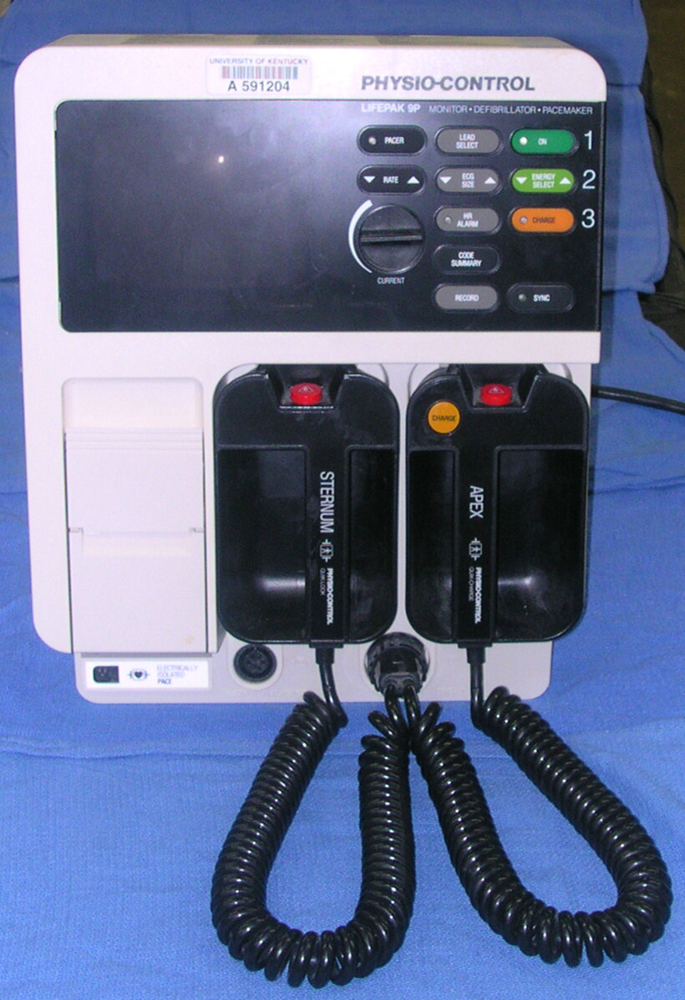 UNIVERSITY OF KENTUCKY
A 591204
PHYSIO-CONTROL
LIFEPAK 9P MONITOR • DEFIBRILLATOR • PACEMAKER
PACER
LEAD
SELECT
ON
1
RATE
ECG
SIZE
ENERGY
SELECT
2
HR
ALARM
CHARGE
3
CURRENT
CODE
SUMMARY
RECORD
SYNC
STERNUM
PHYSIO-CONTROL
QUIK-LOOK
CHARGE
APEX
PHYSIO-CONTROL
QUIK-CHARGE
ELECTRICALLY
ISOLATED
PACE